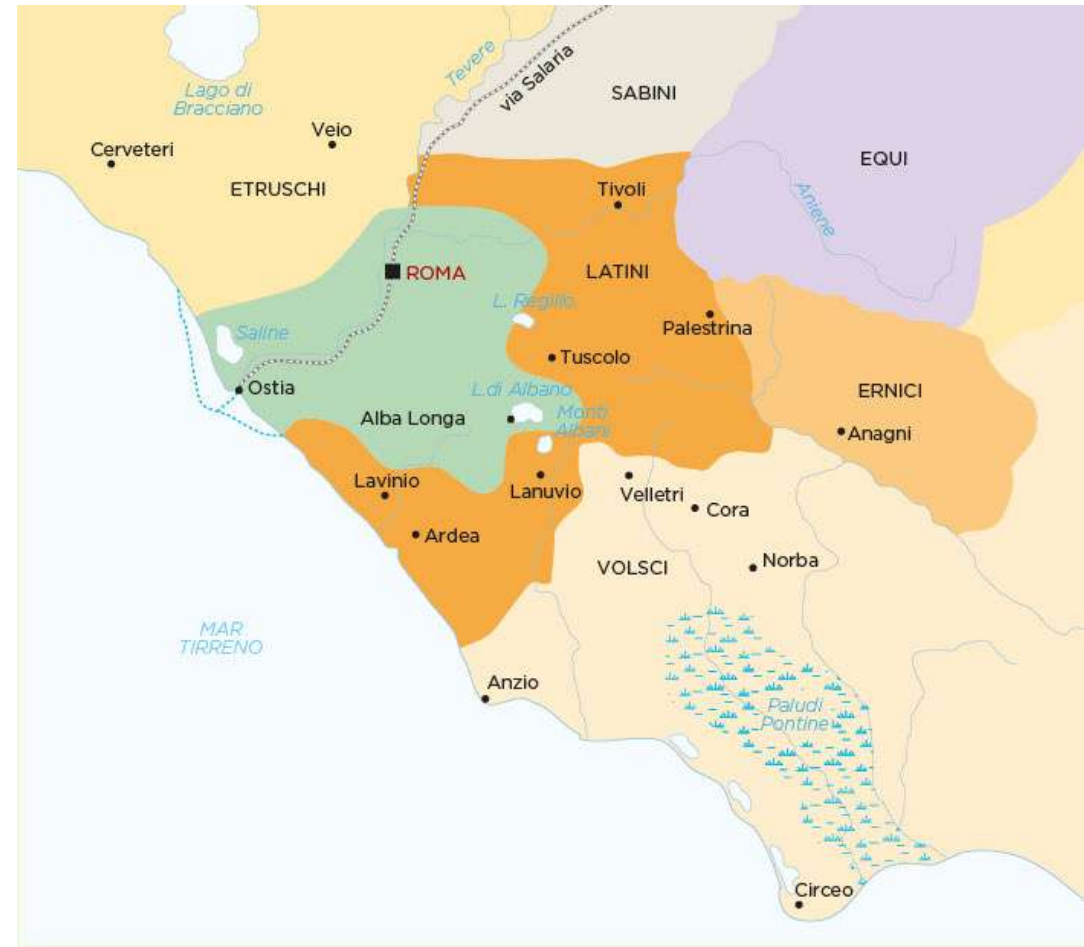 Lago di
Bracciano
Tevere
via Salaria
SABINI
Veio
Cerveteri
EQUI
ETRUSCHI
Tivoli
Aniene
ROMA
LATINI
L. Regillo
Palestrina
Saline
Tuscolo
Ostia
L.di Albano
ERNICI
Alba Longa
Monti
Albani
Anagni
Lavinio
Lanuvio
Velletri
Cora
Ardea
VOLSCI
Norba
MAR
TIRRENO
Anzio
Paludi
Pontine
Circeo